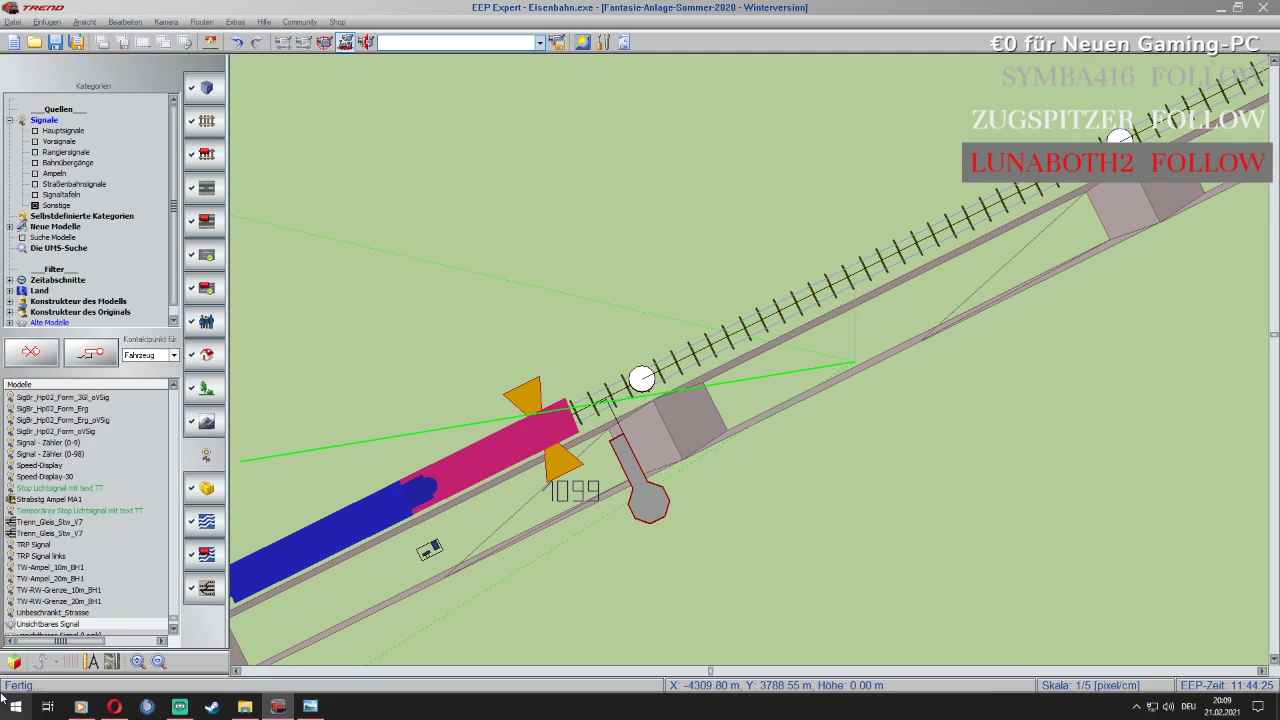 TREND
EEP Expert - Eisenbahn.exe - [Fantasie-Anlage-Sommer-2020 - Winterversion)
Datei Einfügen Ansicht Bearbeiten Kamera Routen Extras Hilfe Community Shop
€0 für Neuen Gaming-PC
SYMBA416 FOLLOW
ZUGSPITZER FOLLOW
LUNABOTH2 FOLLOW
Kategorien
___Quellen___
Signale
Hauptsignale
Vorsignale
Rangiersignale
Bahnübergänge
Ampeln
Straßenbahnsignale
Signaltafeln
Sonstige
Selbstdefinierte Kategorien
Neue Modelle
Suche Modelle
Die UMS-Suche
___Filter___
Zeitabschnitte
Land
Konstrukteur des Modells
Konstrukteur des Originals
Alte Modelle
Kontaktpunkt für:
Fahrzeug
Modelle
SigBr_Hp02_Form_3Gl_oVSig
SigBr_Hp02_Form_Erg
SigBr_Hp02_Form_Erg_oVSig
SigBr_Hp02_Form_oVSig
Signal - Zähler (0-9)
Signal - Zähler (0-98)
Speed-Display
Speed-Display-30
Stop Lichtsignal mit text TT
Strabstg Ampel MA1
Temporäres Stop Lichtsignal mit text TT
Trenn_Gleis_Stw_V7
Trenn_Gleis_Stw_V7
TRP Signal
TRP Signal links
TW-Ampel_10m_BH1
TW-Ampel_20m_BH1
TW-RW-Grenze_10m_BH1
TW-RW-Grenze_20m_BH1
Unbeschränkt_Strasse
Unsichtbares Signal
unsichtbares Signal (Logik)
1099
Fertig...
X: -4309.80 m, Y: 3788.55 m, Höhe: 0.00 m
Skala: 1/5 [pixel/cm]
EEP-Zeit: 11:44:25
DEU
20:09
21.02.2021